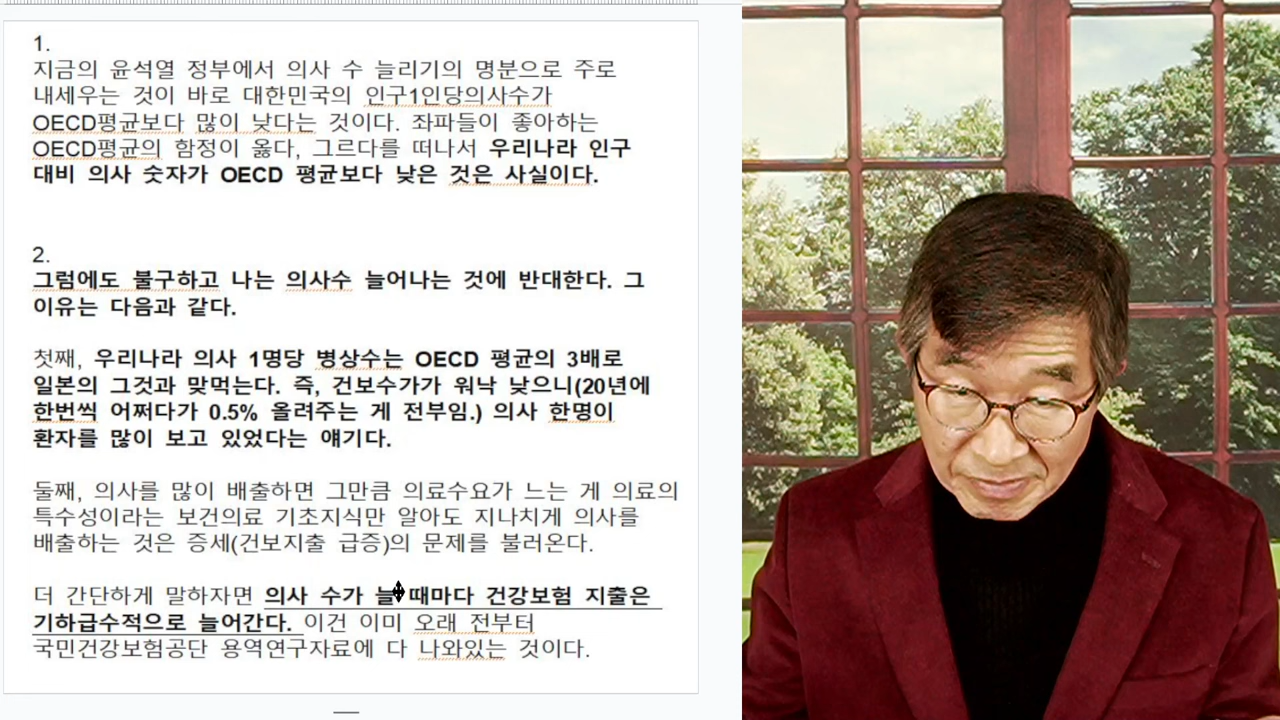 1.
지금의 윤석열 정부에서 의사 수 늘리기의 명분으로 주로
내세우는 것이 바로 대한민국의 인구1인당의사수가
OECD평균보다 많이 낮다는 것이다. 좌파들이 좋아하는
OECD평균의 함정이 옳다, 그르다를 떠나서 우리나라 인구
대비 의사 숫자가 OECD 평균보다 낮은 것은 사실이다.
2.
그럼에도 불구하고 나는 의사수 늘어나는 것에 반대한다. 그
이유는 다음과 같다.
첫째, 우리나라 의사 1명당 병상수는 OECD 평균의 3배로
일본의 그것과 맞먹는다. 즉, 건보수가가 워낙 낮으니(20년에
한번씩 어쩌다가 0.5% 올려주는 게 전부임.) 의사 한명이
환자를 많이 보고 있었다는 얘기다.
둘째, 의사를 많이 배출하면 그만큼 의료수요가 느는 게 의료의
특수성이라는 보건의료 기초지식만 알아도 지나치게 의사를
배출하는 것은 증세(건보지출 급증)의 문제를 불러온다.
더 간단하게 말하자면 의사 수가 늘 때마다 건강보험 지출은
기하급수적으로 늘어간다. 이건 이미 오래 전부터
국민건강보험공단 용역연구자료에 다 나와있는 것이다.